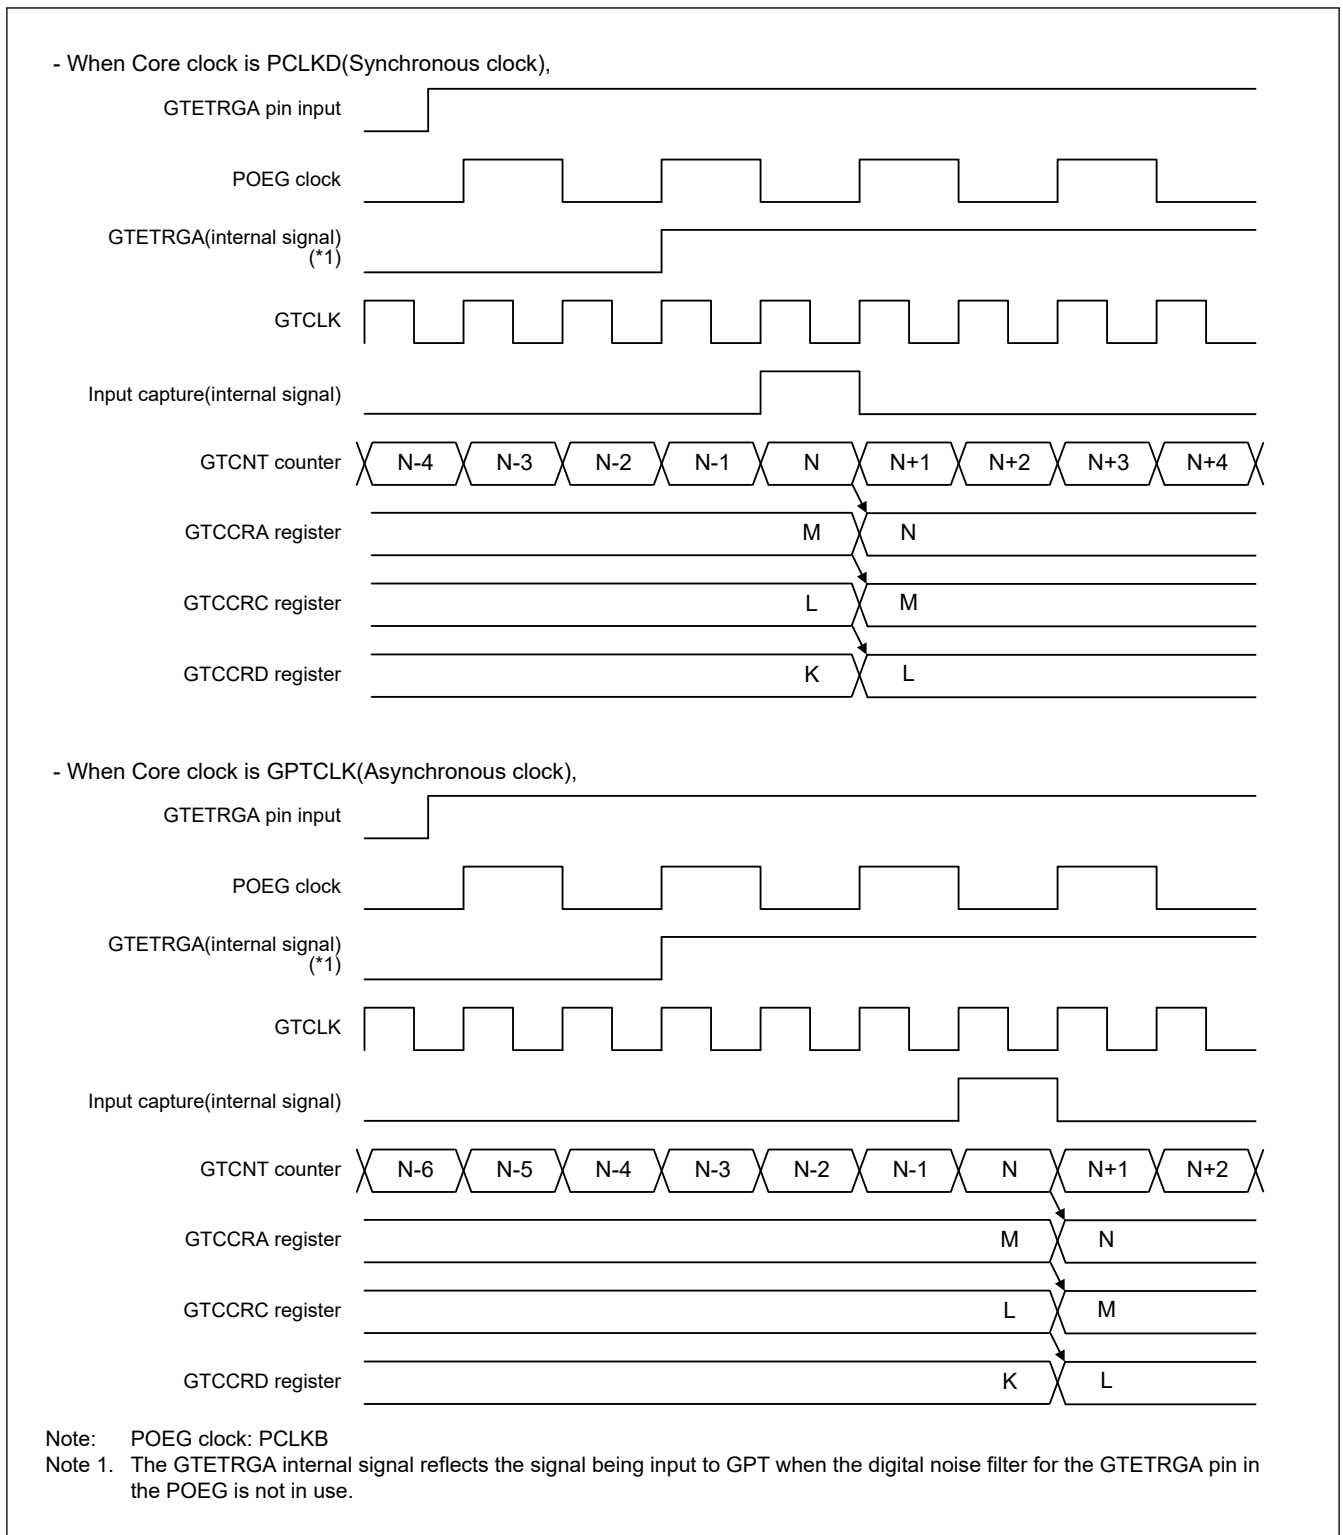 - When Core clock is PCLKD(Synchronous clock),
GTETRGA pin input
POEG clock
GTETRGA(internal signal)
(*1)
GTCLK
Input capture(internal signal)
GTCNT counter N-4 N-3 N-2 N-1 N N+1 N+2 N+3 N+4
GTCCRA register M N
GTCCRC register L M
GTCCRD register K L
- When Core clock is GPTCLK(Asynchronous clock),
GTETRGA pin input
POEG clock
GTETRGA(internal signal)
(*1)
GTCLK
Input capture(internal signal)
GTCNT counter N-6 N-5 N-4 N-3 N-2 N-1 N N+1 N+2
GTCCRA register M N
GTCCRC register L M
GTCCRD register K L
Note: POEG clock: PCLKB
Note 1. The GTETRGA internal signal reflects the signal being input to GPT when the digital noise filter for the GTETRGA pin in
the POEG is not in use.